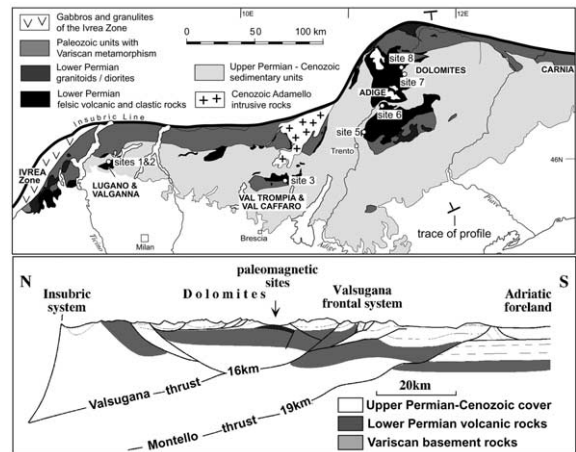 Gabbros and granulites
of the Ivrea Zone
Paleozoic units with
Variscan metamorphism
Lower Permian
granitoids / diorites
Lower Permian
felsic volcanic and clastic rocks
10E
0 50 100 km
Upper Permian - Cenozoic
sedimentary units
Cenozoic Adamello
intrusive rocks
12E
site 8
DOLOMITES
site 7
CARNIA
ADIGE
site 6
Insubric Line
site 5
Trento
46N
IVREA
Zone
sites 1&2
LUGANO &
VALGANNA
site 3
VAL TROMPIA &
VAL CAFFARO
Milan
Brescia
trace of profile
N
S
paleomagnetic
sites
Insubric
system
Dolomites
Valsugana
frontal system
Adriatic
foreland
Valsugana thrust 16km
Montello thrust 19km
20km
Upper Permian-Cenozoic cover
Lower Permian volcanic rocks
Variscan basement rocks